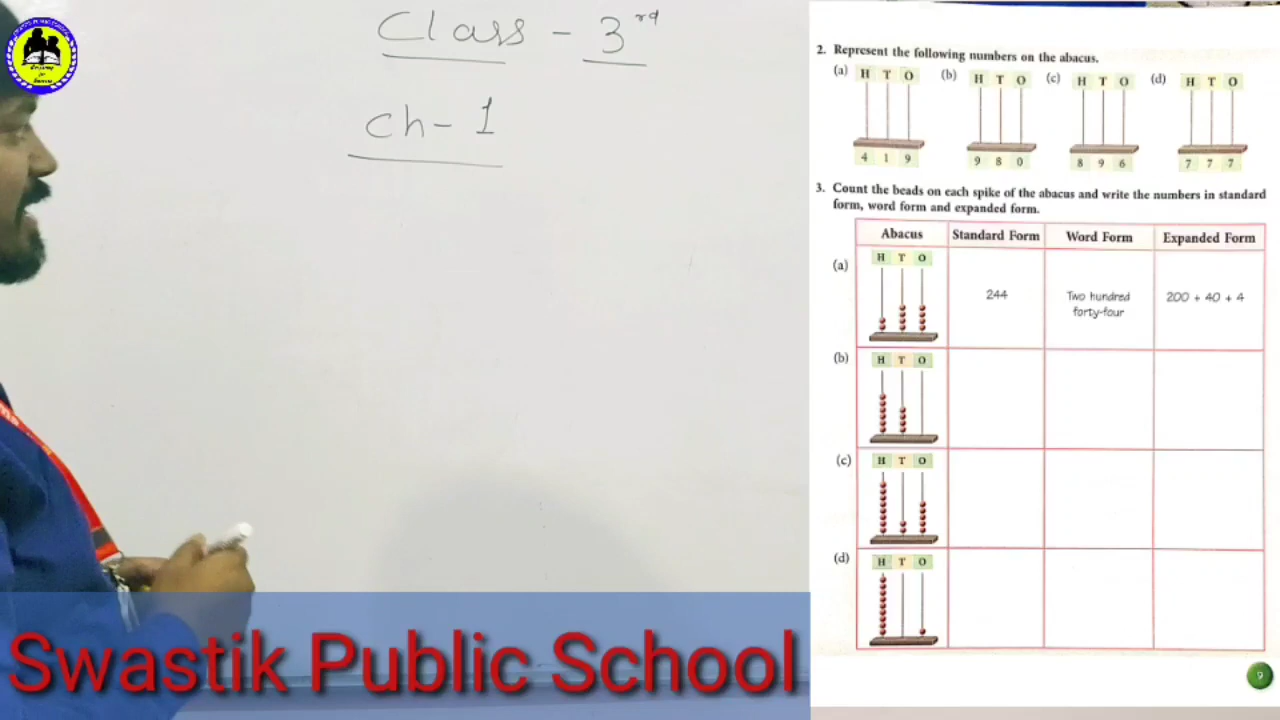 Class - 3rd
ch - 1
Swastik Public School
2. Represent the following numbers on the abacus.
(a) H T O (b) H T O (c) H T O (d) H T O
4 1 9 9 8 0 8 9 6 7 7 7
3. Count the beads on each spike of the abacus and write the numbers in standard
form, word form and expanded form.
Abacus Standard Form Word Form Expanded Form
(a) H T O
244 Two hundred 200 + 40 + 4
forty-four
(b) H T O
(c) H T O
(d) H T O
9